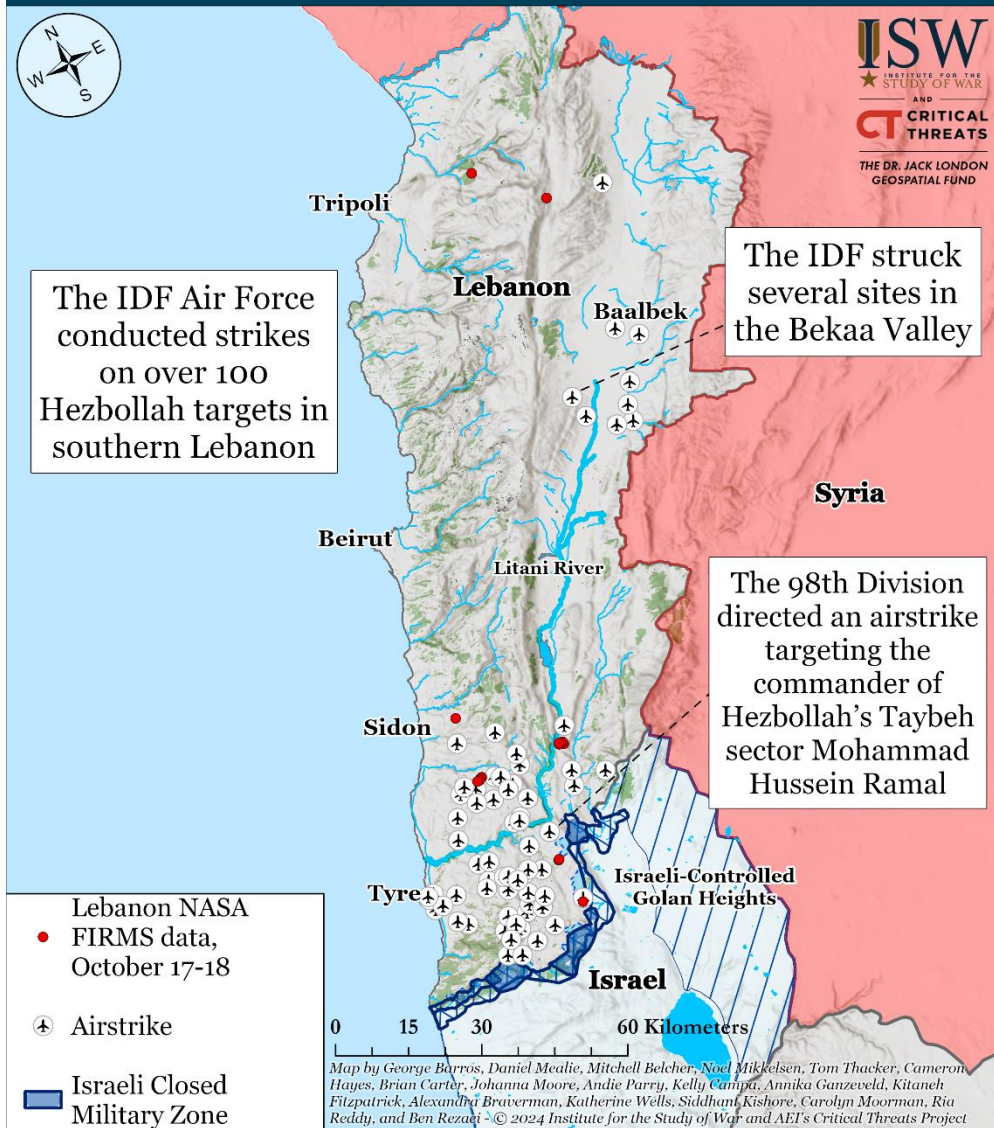 N
E
S
W
ISW
INSTITUTE FOR THE
STUDY OF WAR
AND
CT CRITICAL
THREATS
THE DR. JACK LONDON
GEOSPATIAL FUND
Tripoli
The IDF struck
several sites in
the Bekaa Valley
The IDF Air Force
conducted strikes
on over 100
Hezbollah targets in
southern Lebanon
Lebanon
Baalbek
Syria
Beirut
Litani River
The 98th Division
directed an airstrike
targeting the
commander of
Hezbollah's Taybeh
sector Mohammad
Hussein Ramal
Sidon
Tyre
Israeli-Controlled
Golan Heights
Israel
Lebanon NASA
FIRMS data,
October 17-18
Airstrike
Israeli Closed
Military Zone
0 15 30 60 Kilometers
Map by George Barros, Daniel Mealie, Mitchell Belcher, Noel Mikkelsen, Tom Thacker, Cameron
Hayes, Brian Carter, Johanna Moore, Andie Parry, Kelly Campa, Annika Ganzeveld, Kitaneh
Fitzpatrick, Alexandra Braverman, Katherine Wells, Siddhant Kishore, Carolyn Moorman, Ria
Reddy, and Ben Rezaei - © 2024 Institute for the Study of War and AEI's Critical Threats Project